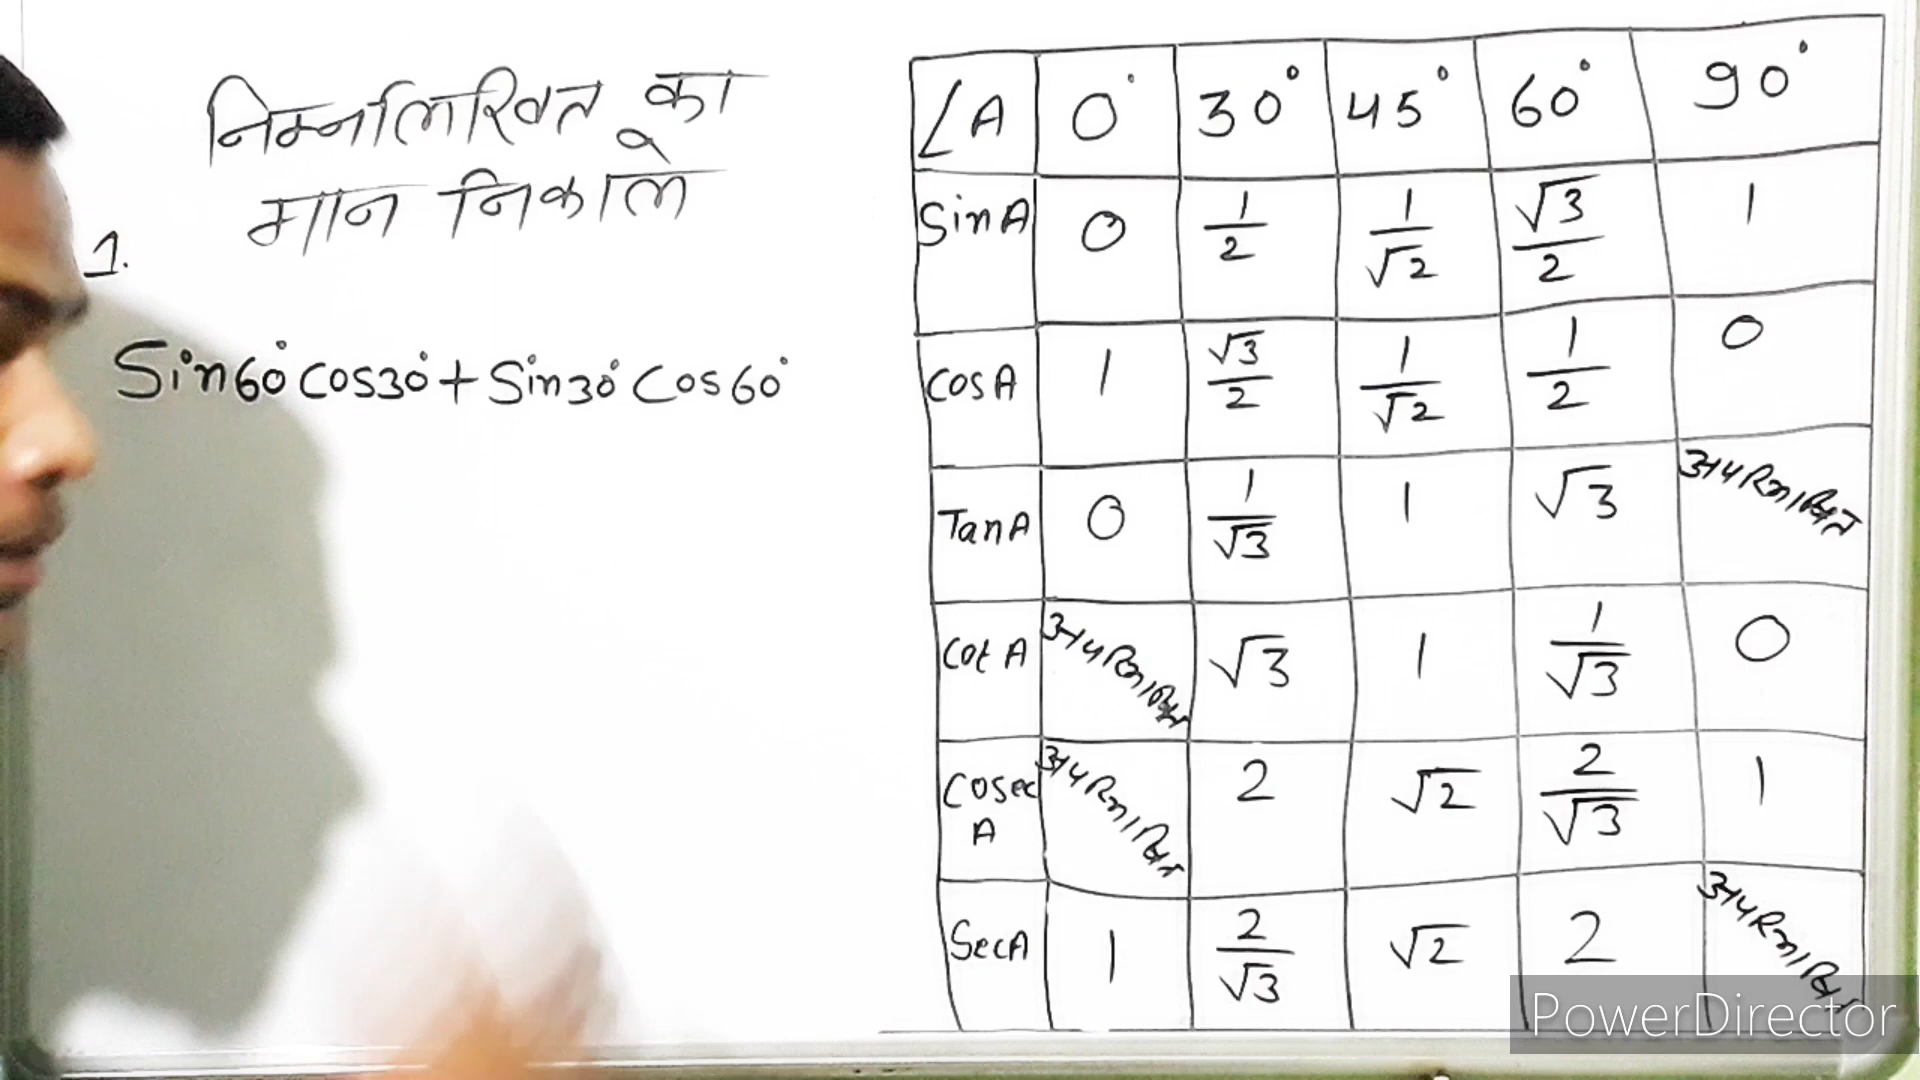 निम्नलिखित का
मान निकाले
1.
Sin60° Cos30° + Sin30° Cos60°
∠A 0° 30° 45° 60° 90°
SinA 0 1/2 1/√2 √3/2 1
CosA 1 √3/2 1/√2 1/2 0
TanA 0 1/√3 1 √3 अपरिभाषित
Cot A अपरिभाषित √3 1 1/√3 0
Cosec A अपरिभाषित 2 √2 2/√3 1
SecA 1 2/√3 √2 2 अपरिभाषित
PowerDirector